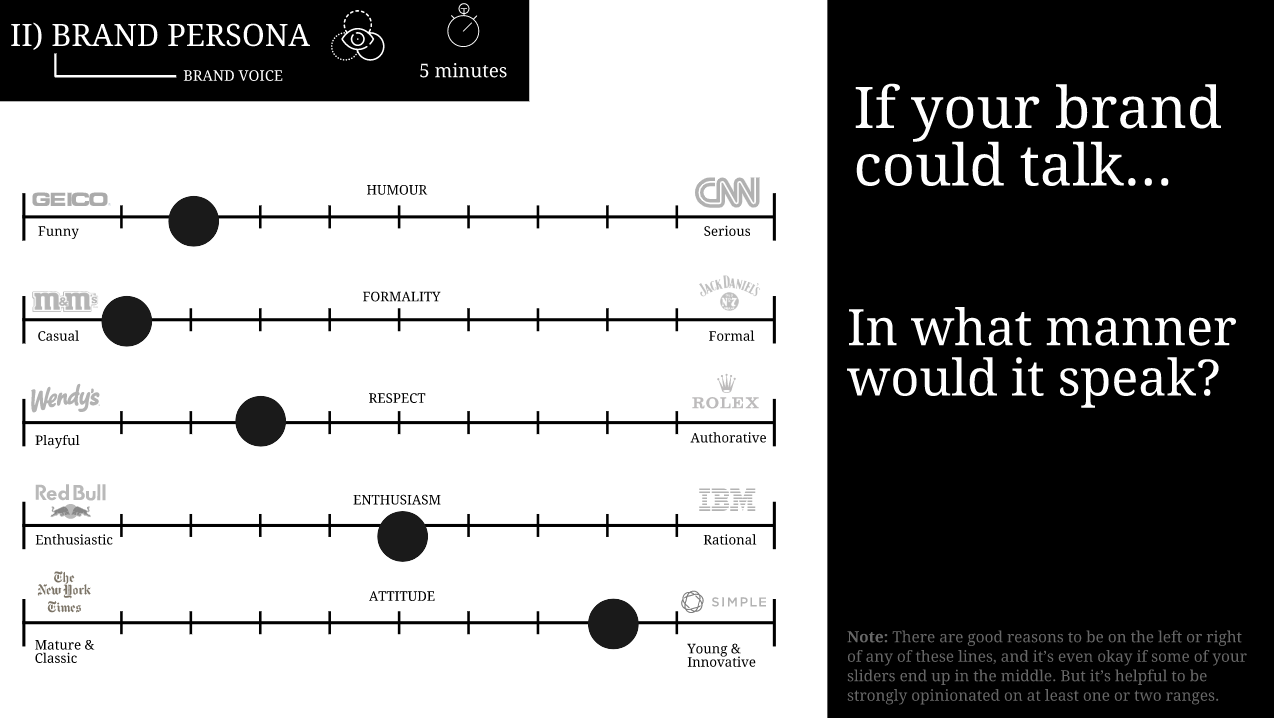 II) BRAND PERSONA
BRAND VOICE
5 minutes
If your brand
could talk...
In what manner
would it speak?
GEICO
HUMOUR
CNN
Funny
Serious
m&m's
FORMALITY
JACK DANIEL'S
Nº7
Casual
Formal
Wendy's
RESPECT
ROLEX
Playful
Authorative
Red Bull
ENTHUSIASM
IBM
Enthusiastic
Rational
The
New York
Times
ATTITUDE
SIMPLE
Mature &
Classic
Young &
Innovative
Note: There are good reasons to be on the left or right
of any of these lines, and it’s even okay if some of your
sliders end up in the middle. But it’s helpful to be
strongly opinionated on at least one or two ranges.